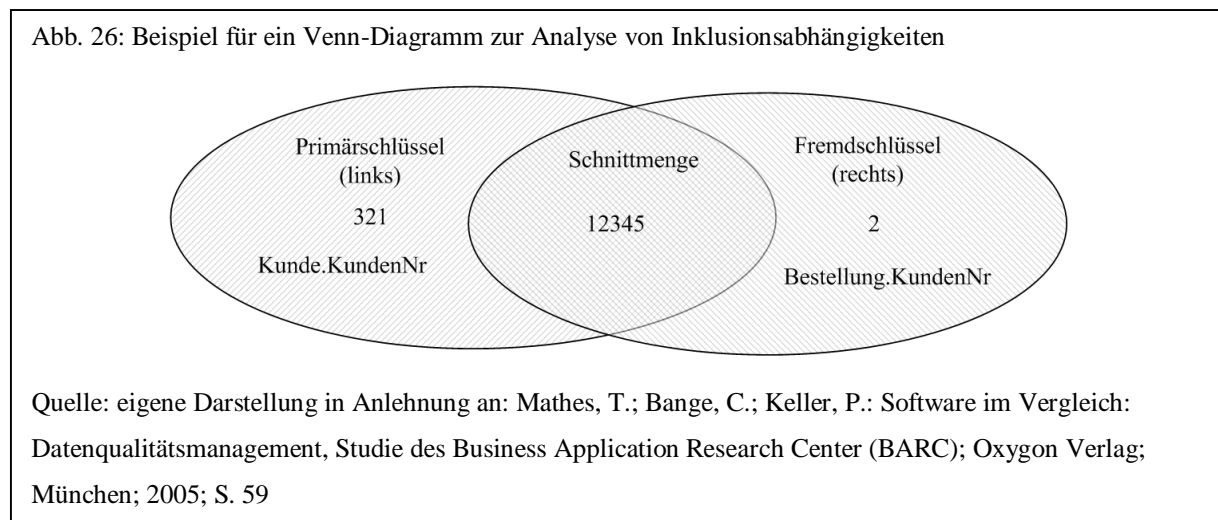 Abb. 26: Beispiel für ein Venn-Diagramm zur Analyse von Inklusionsabhängigkeiten
Primärschlüssel
(links)
321
Kunde.KundenNr
Schnittmenge
12345
Fremdschlüssel
(rechts)
2
Bestellung.KundenNr
Quelle: eigene Darstellung in Anlehnung an: Mathes, T.; Bange, C.; Keller, P.: Software im Vergleich:
Datenqualitätsmanagement, Studie des Business Application Research Center (BARC); Oxygon Verlag;
München; 2005; S. 59